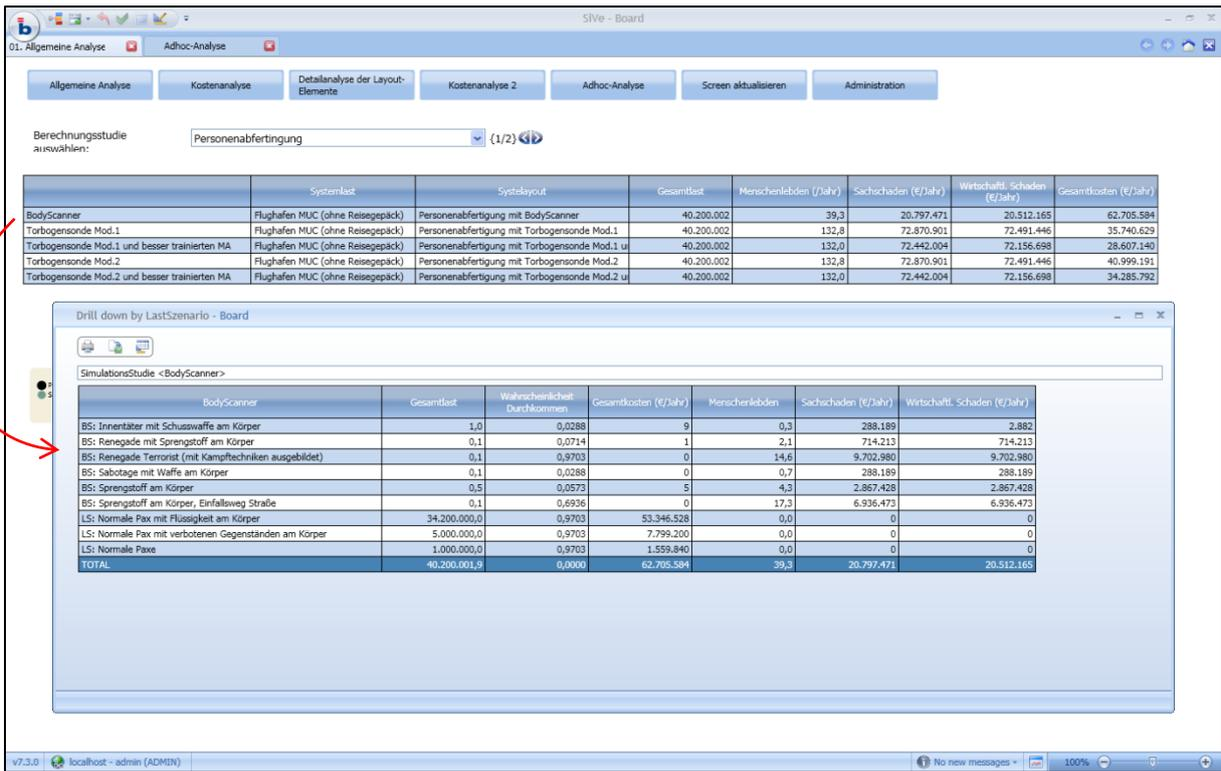 SiVe - Board
01. Allgemeine Analyse Adhoc-Analyse
Allgemeine Analyse Kostenanalyse Detailanalyse der Layout-Elemente Kostenanalyse 2 Adhoc-Analyse Screen aktualisieren Administration
Berechnungsstudie auswählen: Personenabfertingung {1/2}
Systemlast Systelayout Gesamtlast Menschenlebden (/Jahr) Sachschaden (€/Jahr) Wirtschaftl. Schaden (€/Jahr) Gesamtkosten (€/Jahr)
BodyScanner Flughafen MUC (ohne Reisegepäck) Personenabfertigung mit BodyScanner 40.200.002 39,3 20.797.471 20.512.165 62.705.584
Torbogensonde Mod.1 Flughafen MUC (ohne Reisegepäck) Personenabfertigung mit Torbogensonde Mod.1 40.200.002 132,8 72.870.901 72.491.446 35.740.629
Torbogensonde Mod.1 und besser trainierten MA Flughafen MUC (ohne Reisegepäck) Personenabfertigung mit Torbogensonde Mod.1 u 40.200.002 132,0 72.442.004 72.156.698 28.607.140
Torbogensonde Mod.2 Flughafen MUC (ohne Reisegepäck) Personenabfertigung mit Torbogensonde Mod.2 40.200.002 132,8 72.870.901 72.491.446 40.999.191
Torbogensonde Mod.2 und besser trainierten MA Flughafen MUC (ohne Reisegepäck) Personenabfertigung mit Torbogensonde Mod.2 u 40.200.002 132,0 72.442.004 72.156.698 34.285.792
Drill down by LastSzenario - Board
SimulationsStudie <BodyScanner>
BodyScanner Gesamtlast Wahrscheinlicheit Durchkommen Gesamtkosten (€/Jahr) Menschenlebden Sachschaden (€/Jahr) Wirtschaftl. Schaden (€/Jahr)
BS: Innentäter mit Schusswaffe am Körper 1,0 0,0288 9 0,3 288.189 2.882
BS: Renegade mit Sprengstoff am Körper 0,1 0,0714 1 2,1 714.213 714.213
BS: Renegade Terrorist (mit Kampftechniken ausgebildet) 0,1 0,9703 0 14,6 9.702.980 9.702.980
BS: Sabotage mit Waffe am Körper 0,1 0,0288 0 0,7 288.189 288.189
BS: Sprengstoff am Körper 0,5 0,0573 5 4,3 2.867.428 2.867.428
BS: Sprengstoff am Körper, Einfallsweg Straße 0,1 0,6936 0 17,3 6.936.473 6.936.473
LS: Normale Pax mit Flüssigkeit am Körper 34.200.000,0 0,9703 53.346.528 0,0 0 0
LS: Normale Pax mit verbotenen Gegenständen am Körper 5.000.000,0 0,9703 7.799.200 0,0 0 0
LS: Normale Paxe 1.000.000,0 0,9703 1.559.840 0,0 0 0
TOTAL 40.200.001,9 0,0000 62.705.584 39,3 20.797.471 20.512.165
v7.3.0 localhost - admin (ADMIN) No new messages 100%